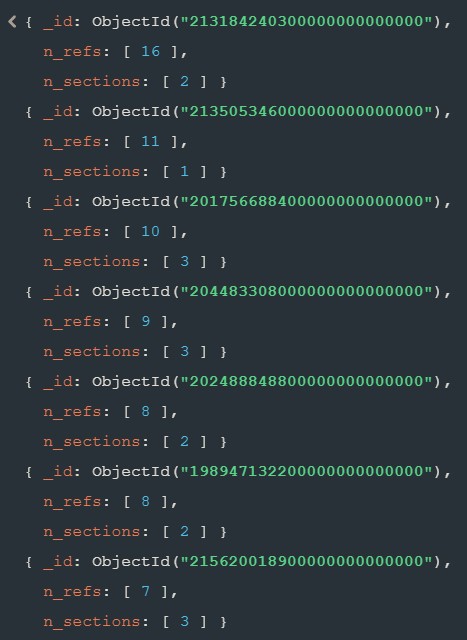 { _id: ObjectId("213184240300000000000000"),
n_refs: [ 16 ],
n_sections: [ 2 ] }
{ _id: ObjectId("213505346000000000000000"),
n_refs: [ 11 ],
n_sections: [ 1 ] }
{ _id: ObjectId("201756688400000000000000"),
n_refs: [ 10 ],
n_sections: [ 3 ] }
{ _id: ObjectId("204483308000000000000000"),
n_refs: [ 9 ],
n_sections: [ 3 ] }
{ _id: ObjectId("202488848800000000000000"),
n_refs: [ 8 ],
n_sections: [ 2 ] }
{ _id: ObjectId("198947132200000000000000"),
n_refs: [ 8 ],
n_sections: [ 2 ] }
{ _id: ObjectId("215620018900000000000000"),
n_refs: [ 7 ],
n_sections: [ 3 ] }